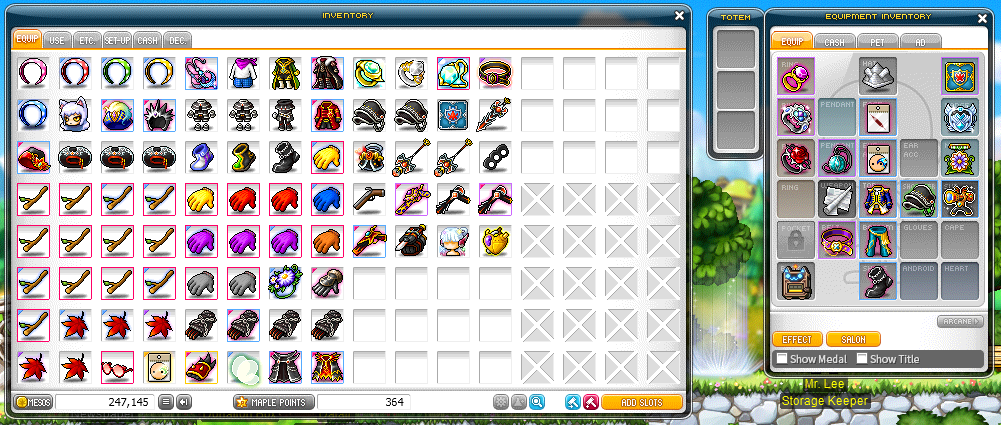 INVENTORY
EQUIP USE ETC. SET-UP CASH DEC.
MESOS 247,145 MAPLE POINTS 364 ADD SLOTS
TOTEM
EQUIPMENT INVENTORY
EQUIP CASH PET AD
RING
PENDANT
EAR ACC
RING WEAPON
POCKET GLOVES CAPE
ANDROID HEART
ARCANE
EFFECT SALON
Show Medal Show Title
Mr. Lee
Storage Keeper